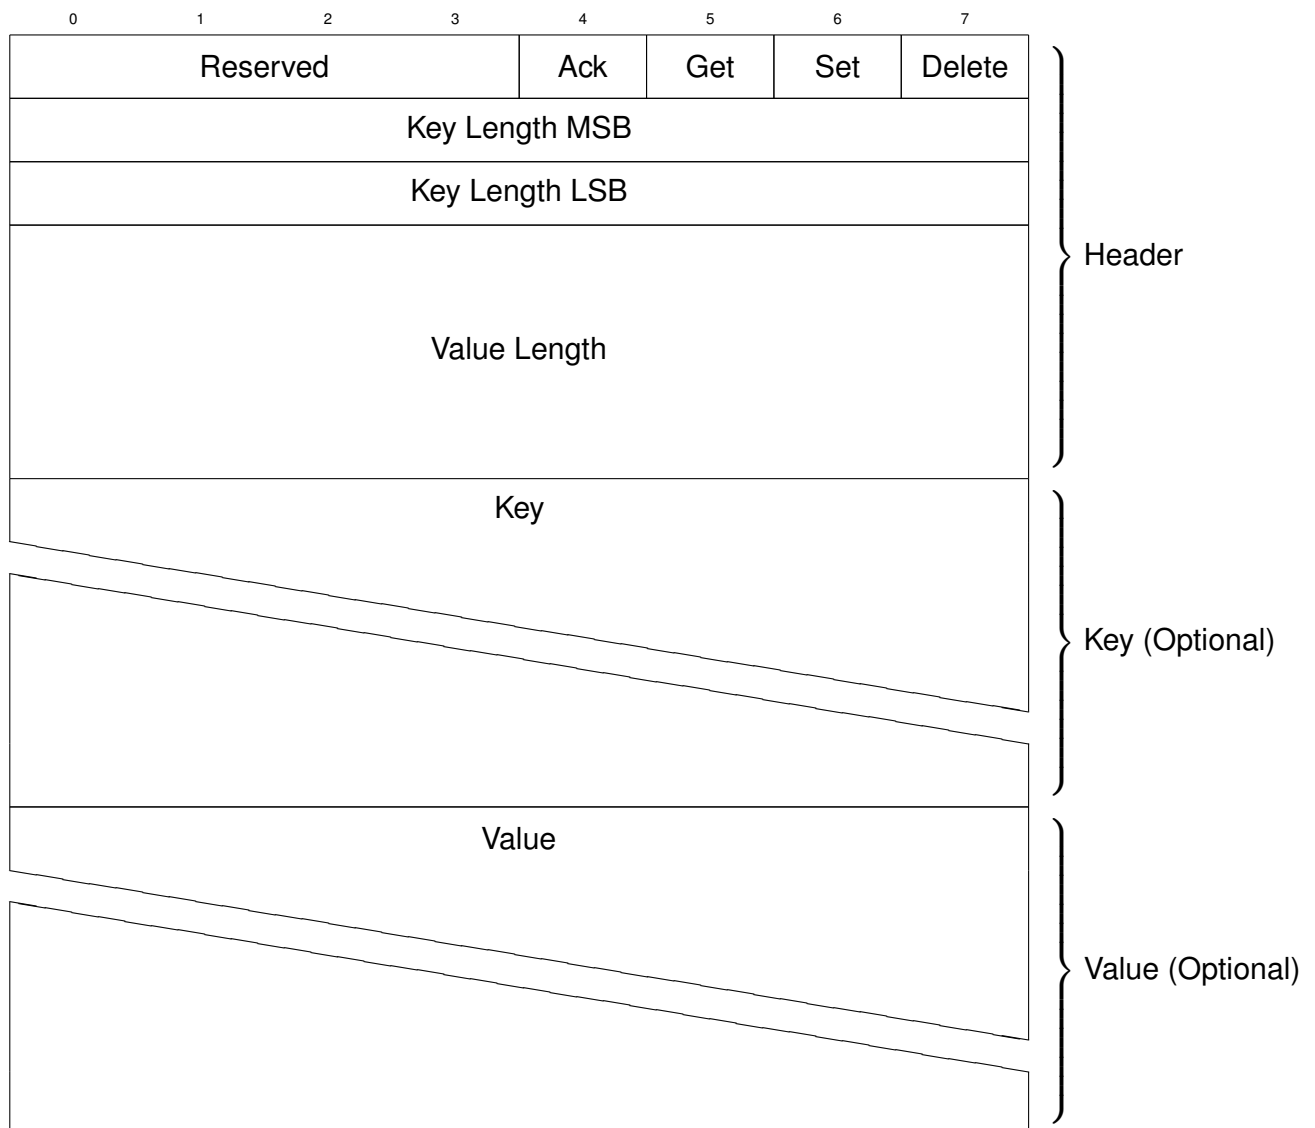 0 1 2 3 4 5 6 7
Reserved Ack Get Set Delete
Key Length MSB
Key Length LSB
Header
Value Length
Key
Key (Optional)
Value
Value (Optional)